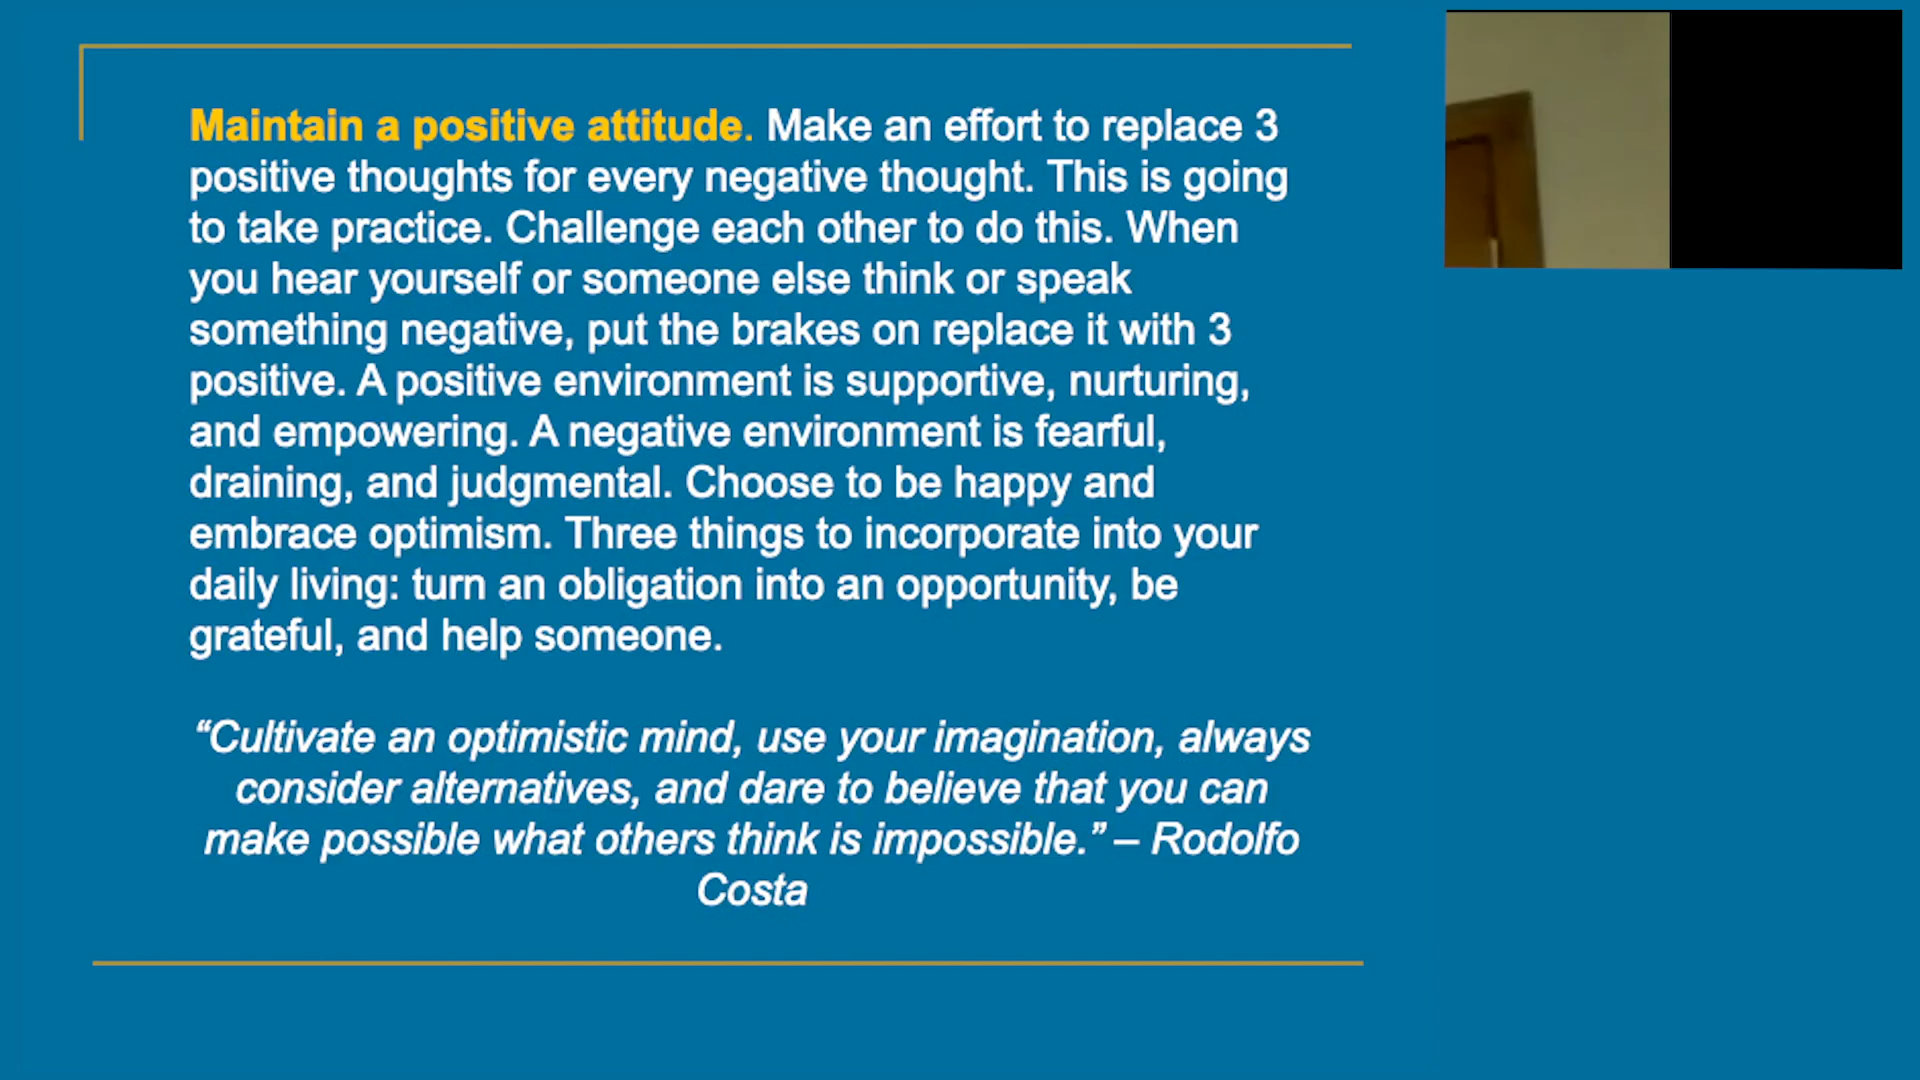 Maintain a positive attitude. Make an effort to replace 3
positive thoughts for every negative thought. This is going
to take practice. Challenge each other to do this. When
you hear yourself or someone else think or speak
something negative, put the brakes on replace it with 3
positive. A positive environment is supportive, nurturing,
and empowering. A negative environment is fearful,
draining, and judgmental. Choose to be happy and
embrace optimism. Three things to incorporate into your
daily living: turn an obligation into an opportunity, be
grateful, and help someone.
“Cultivate an optimistic mind, use your imagination, always
consider alternatives, and dare to believe that you can
make possible what others think is impossible.” – Rodolfo
Costa